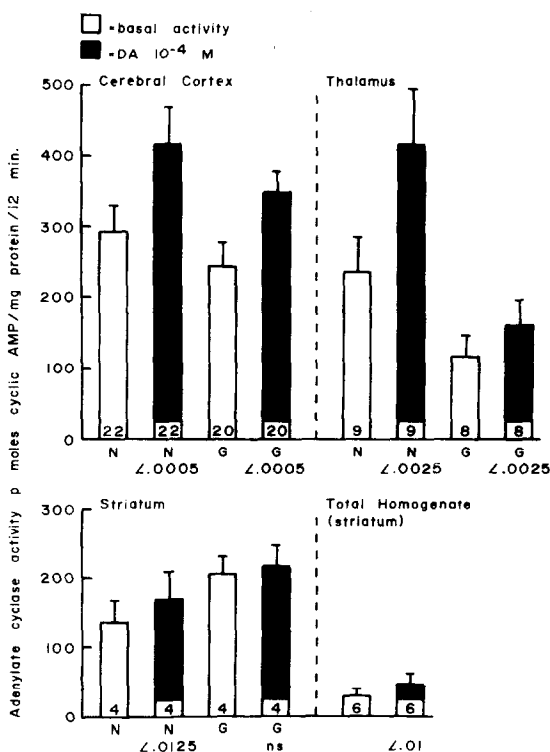 =basal activity
=DA 10-4 M
Cerebral Cortex Thalamus
500
400
300
200
100
0
22 22 20 20 9 9 8 8
N N G G N N G G
∠.0005 ∠.0005 ∠.0025 ∠.0025
Adenylate cyclase activity p moles cyclic AMP/mg protein/i2 min.
Striatum Total Homogenate
(striatum)
300
200
100
0
4 4 4 4 6 6
N N G G
∠.0125 ns ∠.01